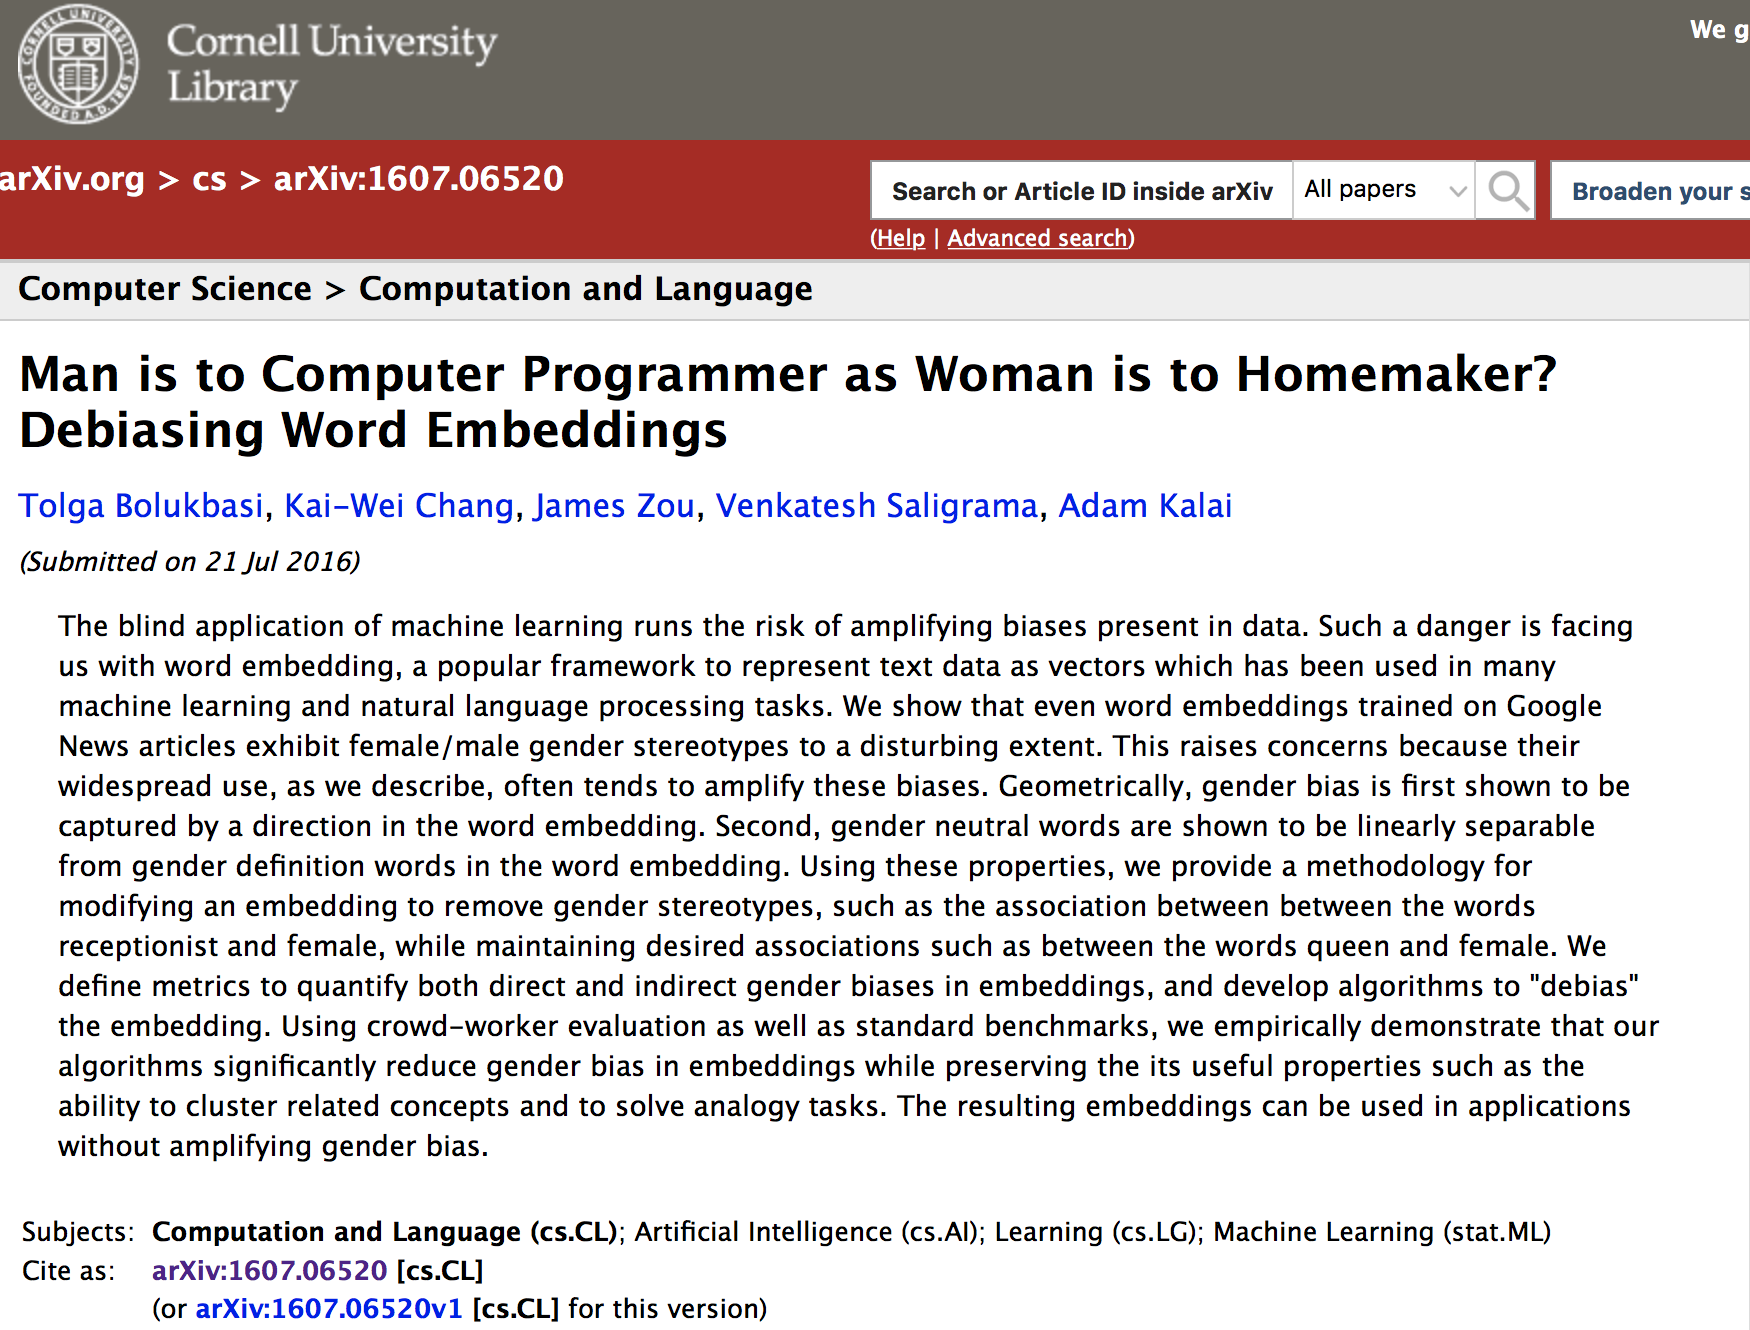 Cornell University
Library
We g
arXiv.org > cs > arXiv:1607.06520
Search or Article ID inside arXiv
All papers
Broaden your s
(Help | Advanced search)
Computer Science > Computation and Language
Man is to Computer Programmer as Woman is to Homemaker?
Debiasing Word Embeddings
Tolga Bolukbasi, Kai-Wei Chang, James Zou, Venkatesh Saligrama, Adam Kalai
(Submitted on 21 Jul 2016)
The blind application of machine learning runs the risk of amplifying biases present in data. Such a danger is facing
us with word embedding, a popular framework to represent text data as vectors which has been used in many
machine learning and natural language processing tasks. We show that even word embeddings trained on Google
News articles exhibit female/male gender stereotypes to a disturbing extent. This raises concerns because their
widespread use, as we describe, often tends to amplify these biases. Geometrically, gender bias is first shown to be
captured by a direction in the word embedding. Second, gender neutral words are shown to be linearly separable
from gender definition words in the word embedding. Using these properties, we provide a methodology for
modifying an embedding to remove gender stereotypes, such as the association between between the words
receptionist and female, while maintaining desired associations such as between the words queen and female. We
define metrics to quantify both direct and indirect gender biases in embeddings, and develop algorithms to "debias"
the embedding. Using crowd-worker evaluation as well as standard benchmarks, we empirically demonstrate that our
algorithms significantly reduce gender bias in embeddings while preserving the its useful properties such as the
ability to cluster related concepts and to solve analogy tasks. The resulting embeddings can be used in applications
without amplifying gender bias.
Subjects: Computation and Language (cs.CL); Artificial Intelligence (cs.AI); Learning (cs.LG); Machine Learning (stat.ML)
Cite as: arXiv:1607.06520 [cs.CL]
(or arXiv:1607.06520v1 [cs.CL] for this version)